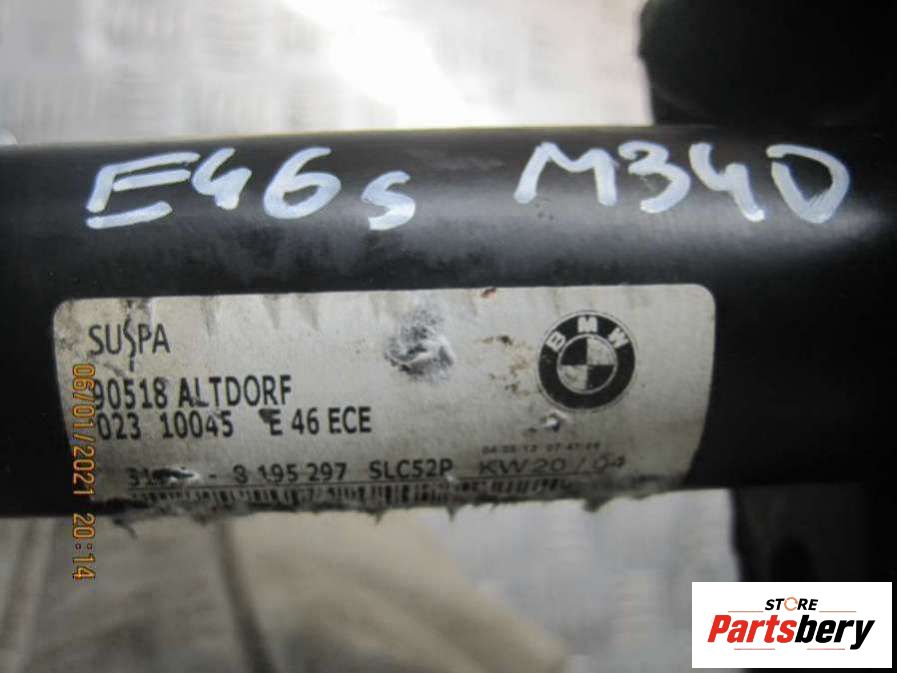 E46s M34D
SUSPA
BMW
90518 ALTDORF
023 10045 E 46 ECE
8 195 297 SLC52P KW20 / 04
06/01/2021 20:14
STORE
Partsbery